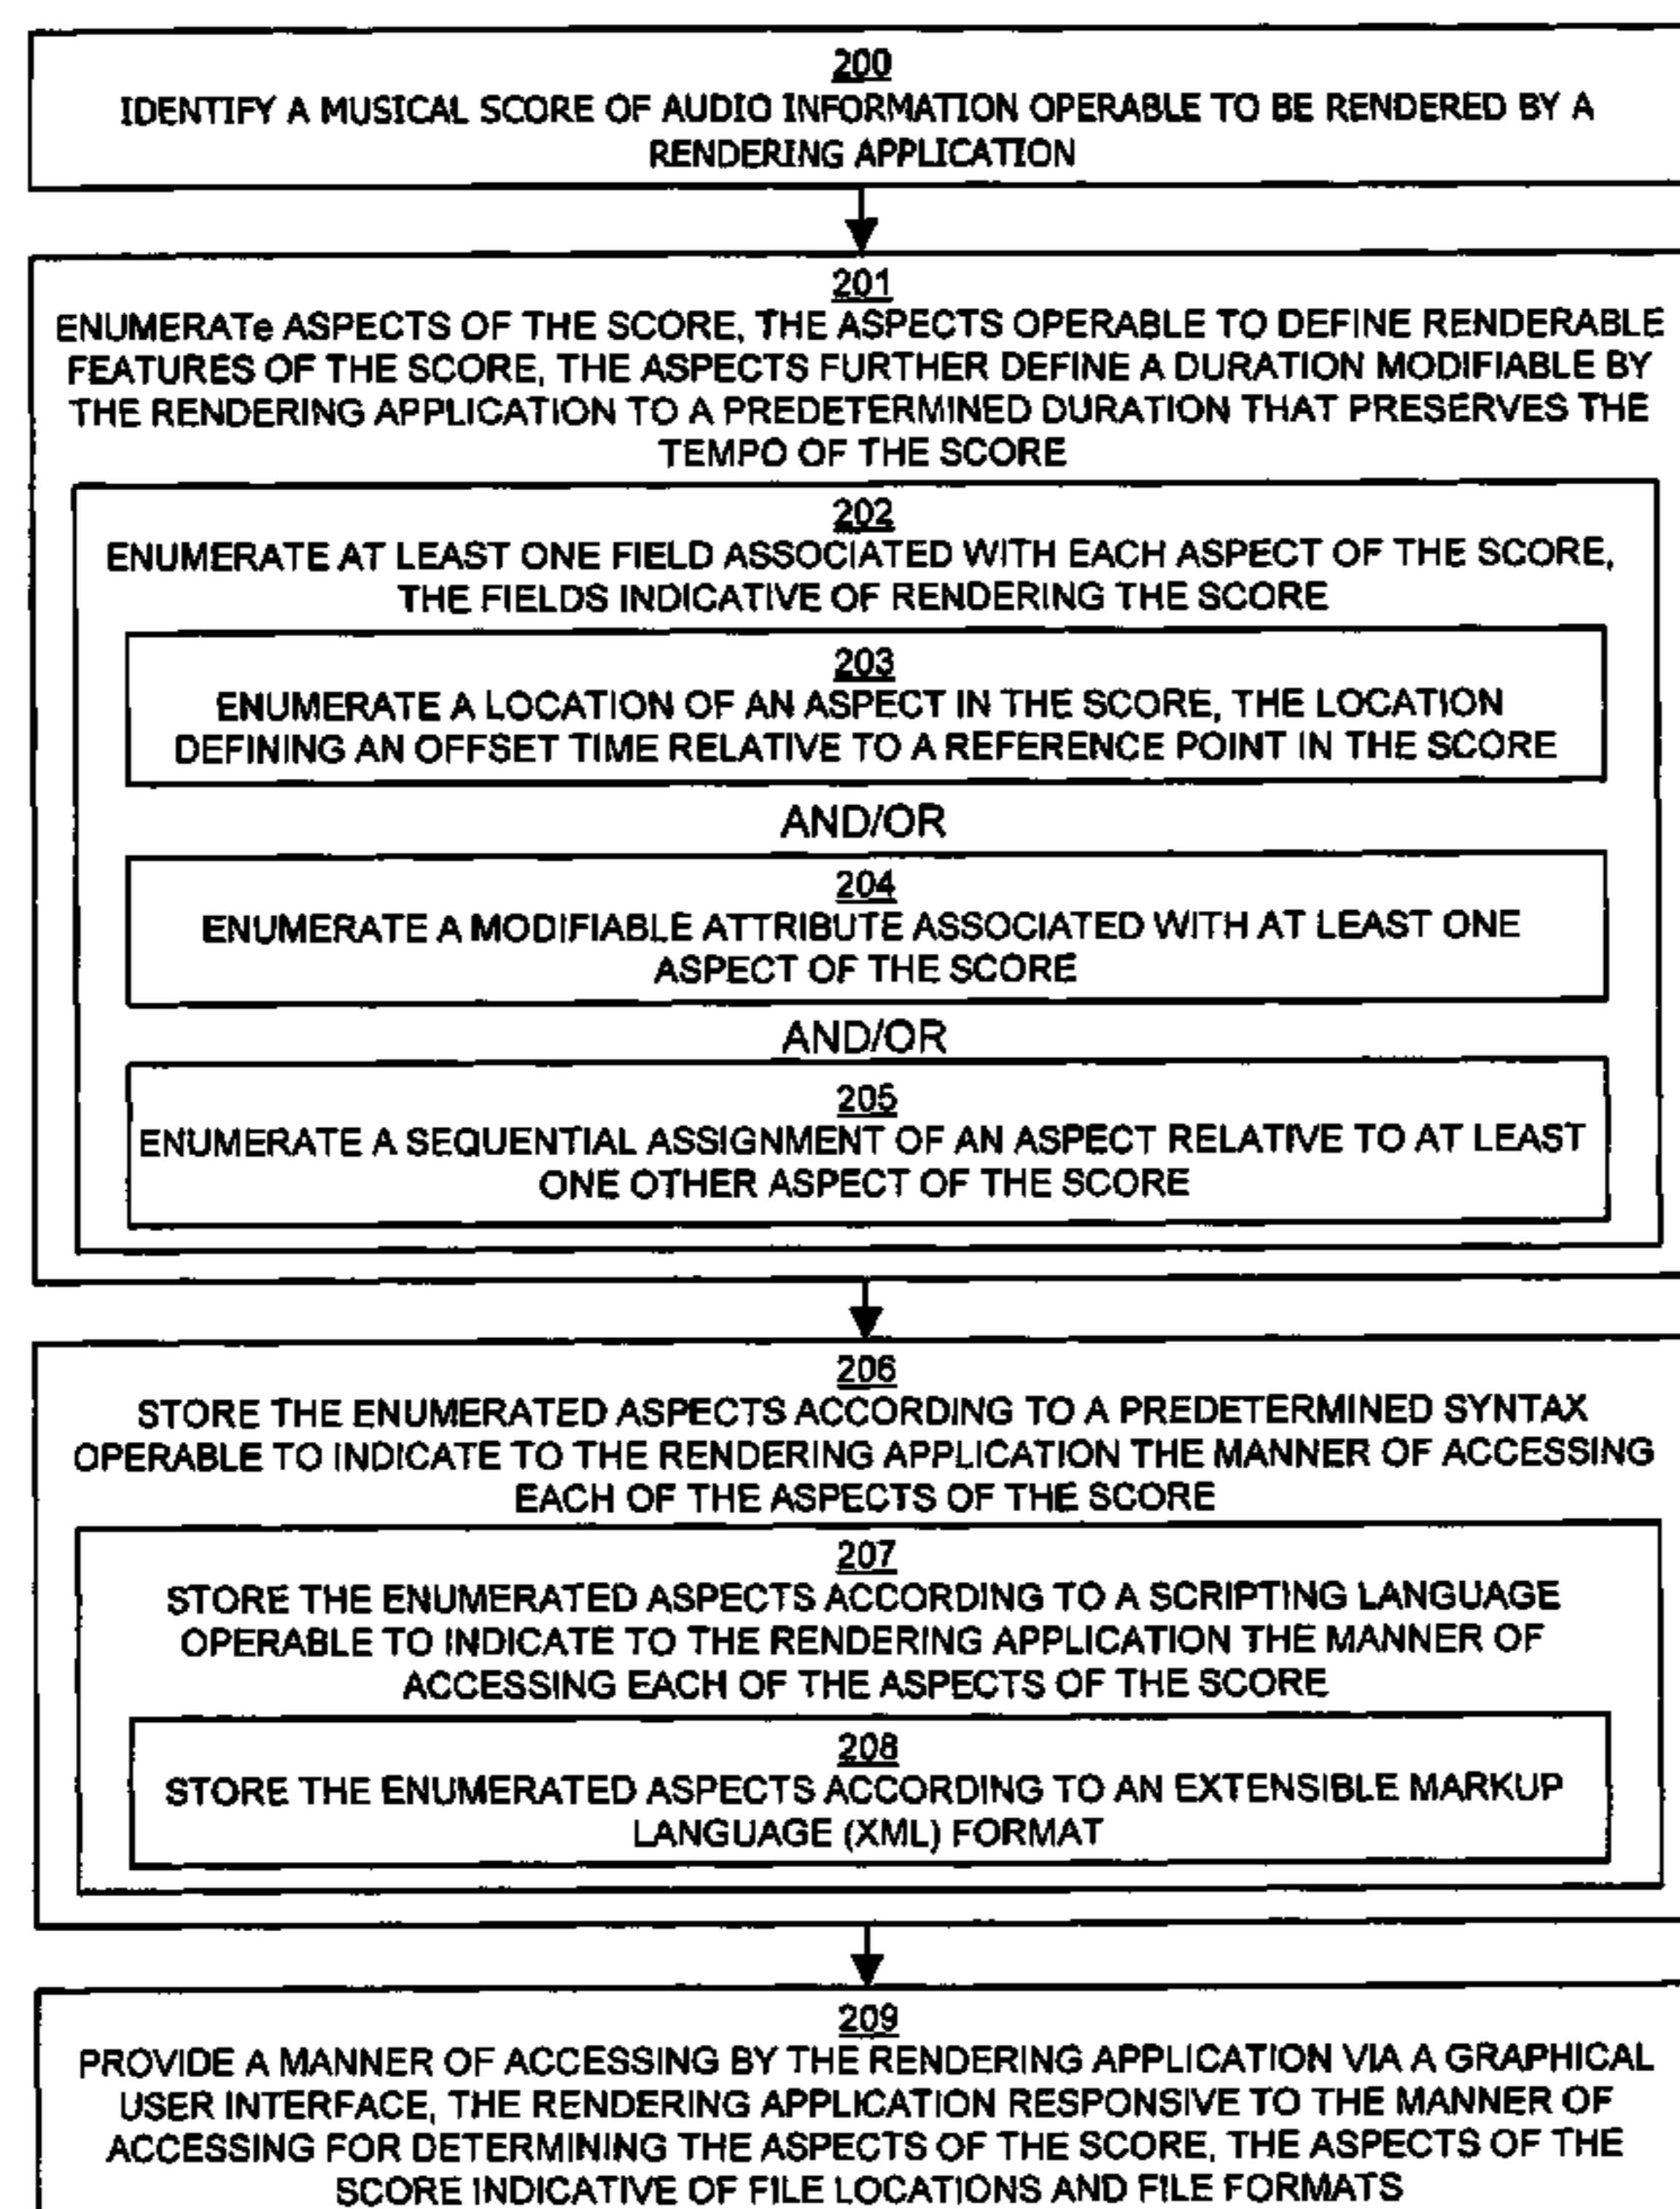 200
IDENTIFY A MUSICAL SCORE OF AUDIO INFORMATION OPERABLE TO BE RENDERED BY A
RENDERING APPLICATION
201
ENUMERATe ASPECTS OF THE SCORE, THE ASPECTS OPERABLE TO DEFINE RENDERABLE
FEATURES OF THE SCORE, THE ASPECTS FURTHER DEFINE A DURATION MODIFIABLE BY
THE RENDERING APPLICATION TO A PREDETERMINED DURATION THAT PRESERVES THE
TEMPO OF THE SCORE
202
ENUMERATE AT LEAST ONE FIELD ASSOCIATED WITH EACH ASPECT OF THE SCORE,
THE FIELDS INDICATIVE OF RENDERING THE SCORE
203
ENUMERATE A LOCATION OF AN ASPECT IN THE SCORE, THE LOCATION
DEFINING AN OFFSET TIME RELATIVE TO A REFERENCE POINT IN THE SCORE
AND/OR
204
ENUMERATE A MODIFIABLE ATTRIBUTE ASSOCIATED WITH AT LEAST ONE
ASPECT OF THE SCORE
AND/OR
205
ENUMERATE A SEQUENTIAL ASSIGNMENT OF AN ASPECT RELATIVE TO AT LEAST
ONE OTHER ASPECT OF THE SCORE
206
STORE THE ENUMERATED ASPECTS ACCORDING TO A PREDETERMINED SYNTAX
OPERABLE TO INDICATE TO THE RENDERING APPLICATION THE MANNER OF ACCESSING
EACH OF THE ASPECTS OF THE SCORE
207
STORE THE ENUMERATED ASPECTS ACCORDING TO A SCRIPTING LANGUAGE
OPERABLE TO INDICATE TO THE RENDERING APPLICATION THE MANNER OF
ACCESSING EACH OF THE ASPECTS OF THE SCORE
208
STORE THE ENUMERATED ASPECTS ACCORDING TO AN EXTENSIBLE MARKUP
LANGUAGE (XML) FORMAT
209
PROVIDE A MANNER OF ACCESSING BY THE RENDERING APPLICATION VIA A GRAPHICAL
USER INTERFACE, THE RENDERING APPLICATION RESPONSIVE TO THE MANNER OF
ACCESSING FOR DETERMINING THE ASPECTS OF THE SCORE, THE ASPECTS OF THE
SCORE INDICATIVE OF FILE LOCATIONS AND FILE FORMATS